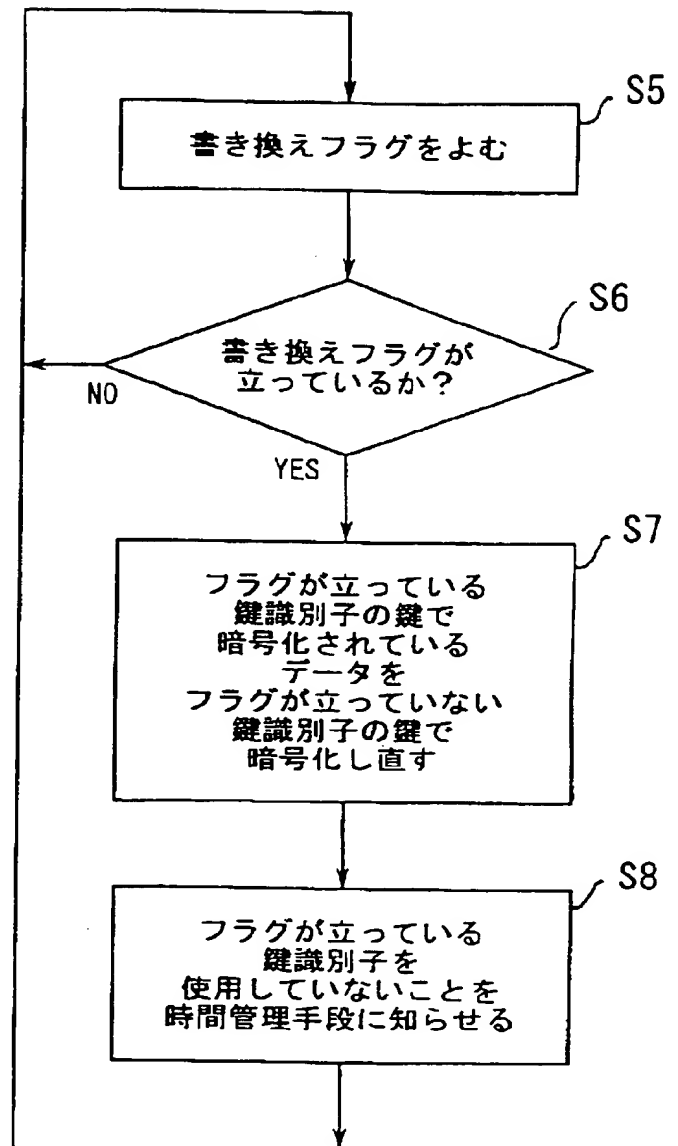 S5
書き換えフラグをよむ
S6
書き換えフラグが
立っているか?
NO
YES
S7
フラグが立っている
鍵識別子の鍵で
暗号化されている
データを
フラグが立っていない
鍵識別子の鍵で
暗号化し直す
S8
フラグが立っている
鍵識別子を
使用していないことを
時間管理手段に知らせる